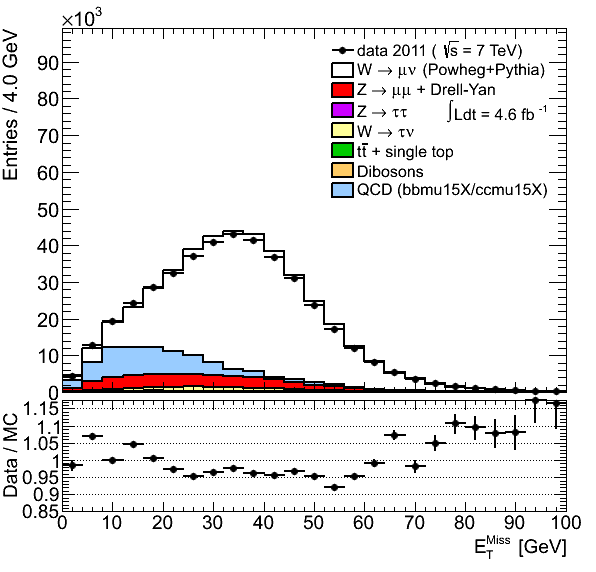 ×10³
Entries / 4.0 GeV
90
80
70
60
50
40
30
20
10
0
data 2011 ( √s = 7 TeV)
W → μν (Powheg+Pythia)
Z → μμ + Drell-Yan
Z → ττ
∫Ldt = 4.6 fb⁻¹
W → τν
tt̄ + single top
Dibosons
QCD (bbmu15X/ccmu15X)
Data / MC
1.15
1.1
1.05
1
0.95
0.9
0.85
0 10 20 30 40 50 60 70 80 90 100
E_T^Miss [GeV]